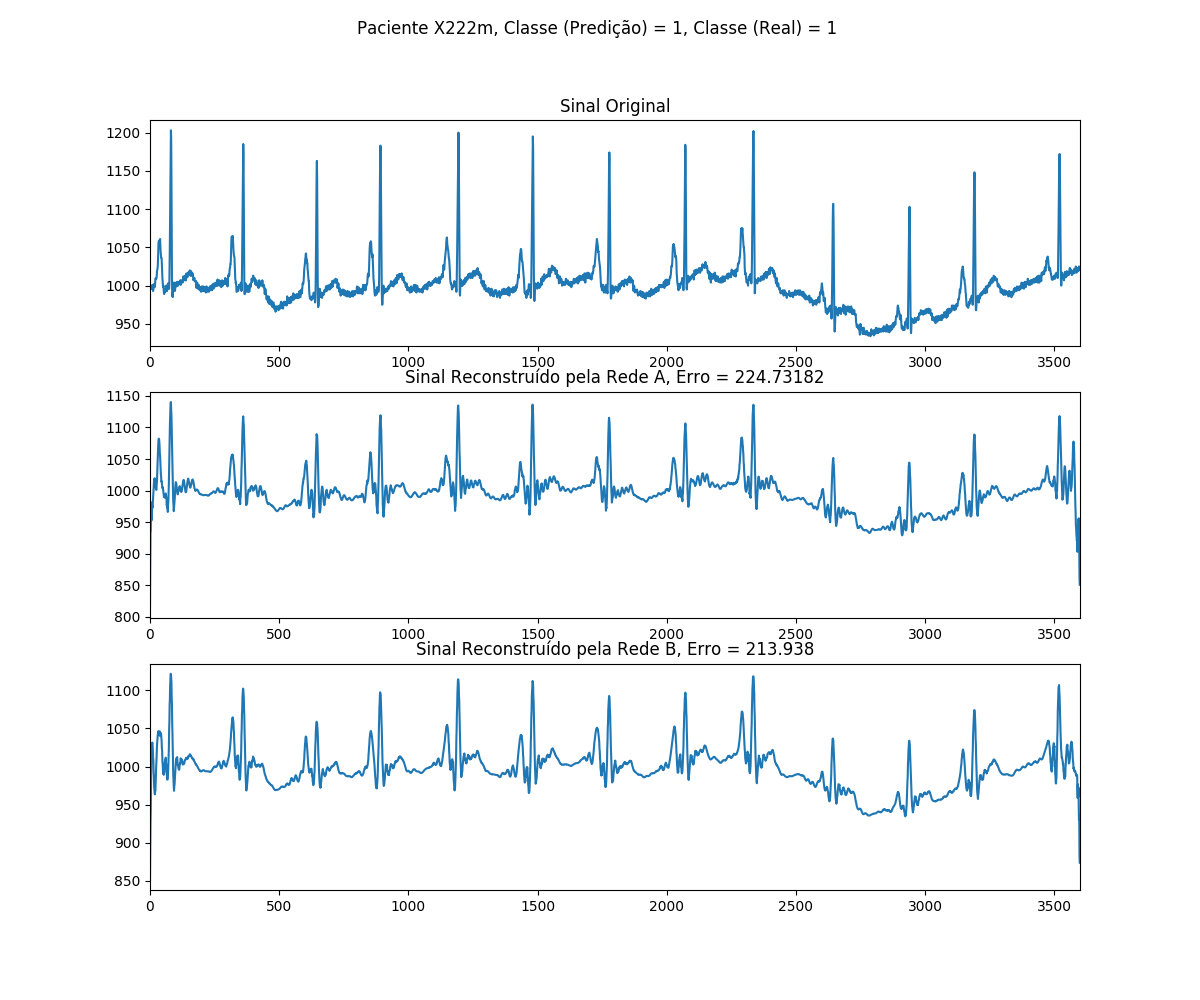 Paciente X222m, Classe (Predição) = 1, Classe (Real) = 1
Sinal Original
1200
1150
1100
1050
1000
950
0 500 1000 1500 2000 2500 3000 3500
Sinal Reconstruído pela Rede A, Erro = 224.73182
1150
1100
1050
1000
950
900
850
800
0 500 1000 1500 2000 2500 3000 3500
Sinal Reconstruído pela Rede B, Erro = 213.938
1100
1050
1000
950
900
850
0 500 1000 1500 2000 2500 3000 3500